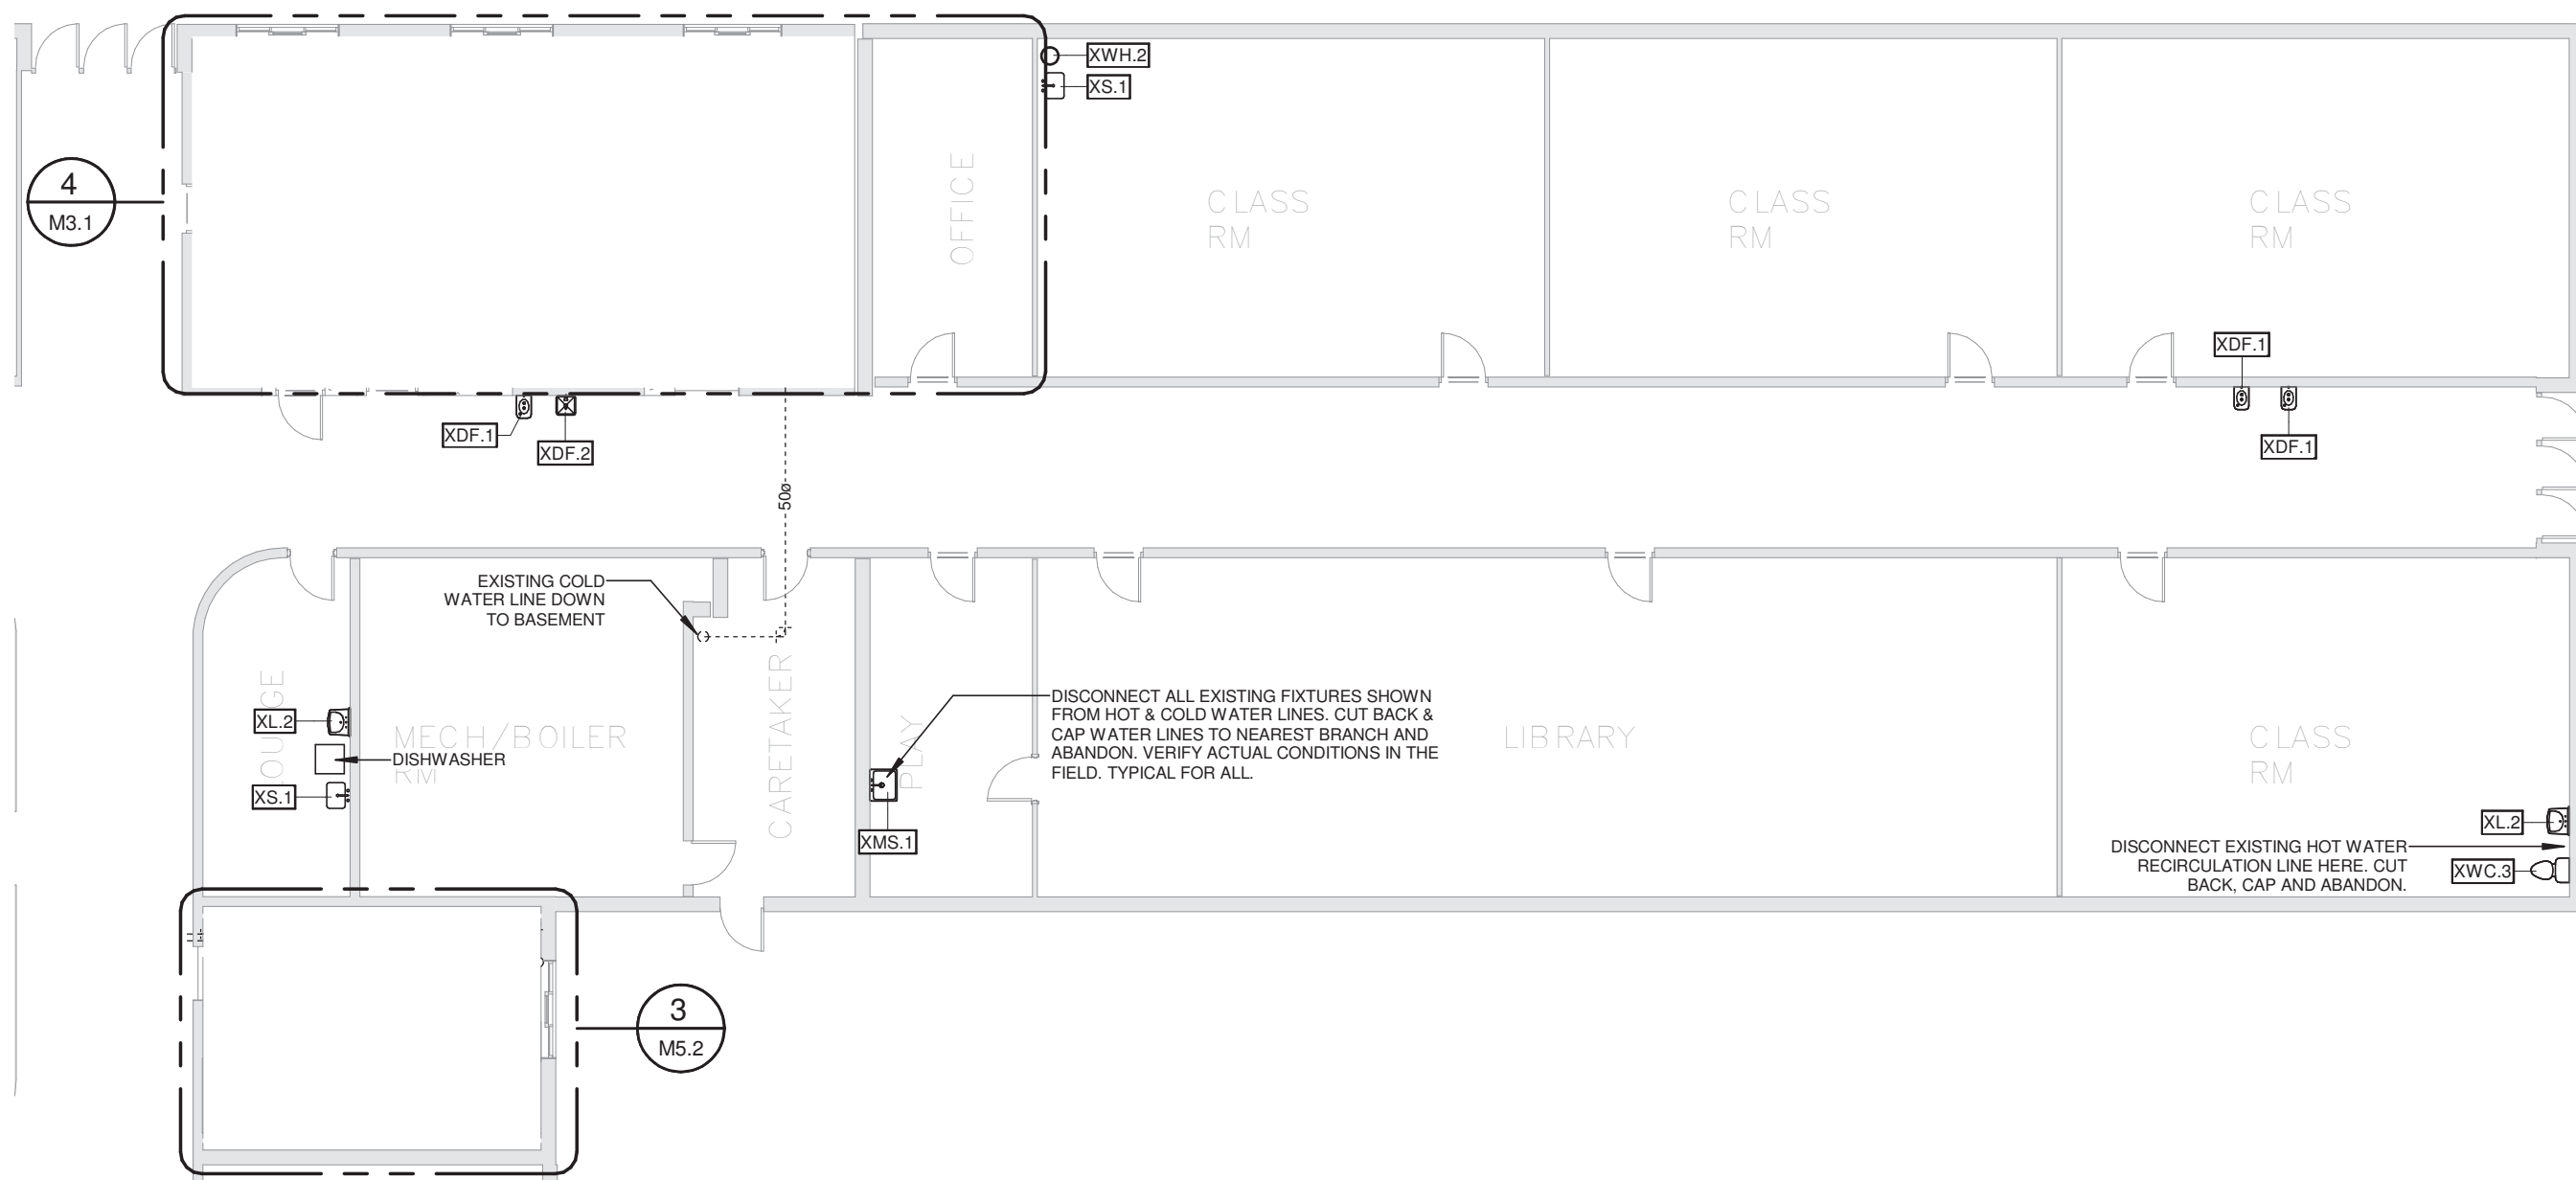 XWH.2
XS.1
4
M3.1
OFFICE
CLASS
RM
CLASS
RM
CLASS
RM
XDF.1
XDF.2
XDF.1
XDF.1
50ø
EXISTING COLD
WATER LINE DOWN
TO BASEMENT
LOUNGE
XL.2
MECH/BOILER
RM
DISHWASHER
XS.1
CARETAKER
PLAY
DISCONNECT ALL EXISTING FIXTURES SHOWN
FROM HOT & COLD WATER LINES. CUT BACK &
CAP WATER LINES TO NEAREST BRANCH AND
ABANDON. VERIFY ACTUAL CONDITIONS IN THE
FIELD. TYPICAL FOR ALL.
XMS.1
LIBRARY
CLASS
RM
XL.2
DISCONNECT EXISTING HOT WATER
RECIRCULATION LINE HERE. CUT
BACK, CAP AND ABANDON.
XWC.3
3
M5.2